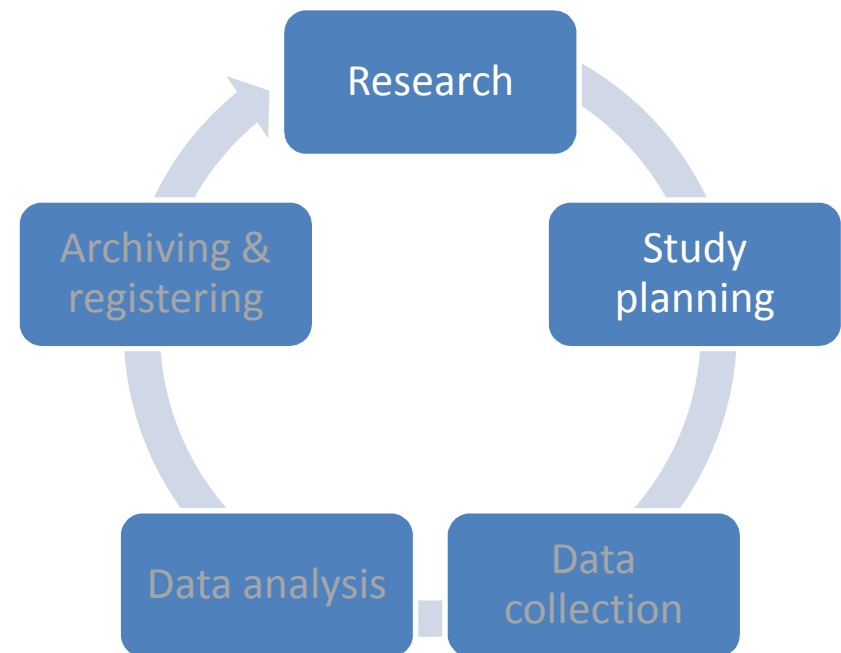 Research
Study
planning
Data
collection
Data analysis
Archiving &
registering